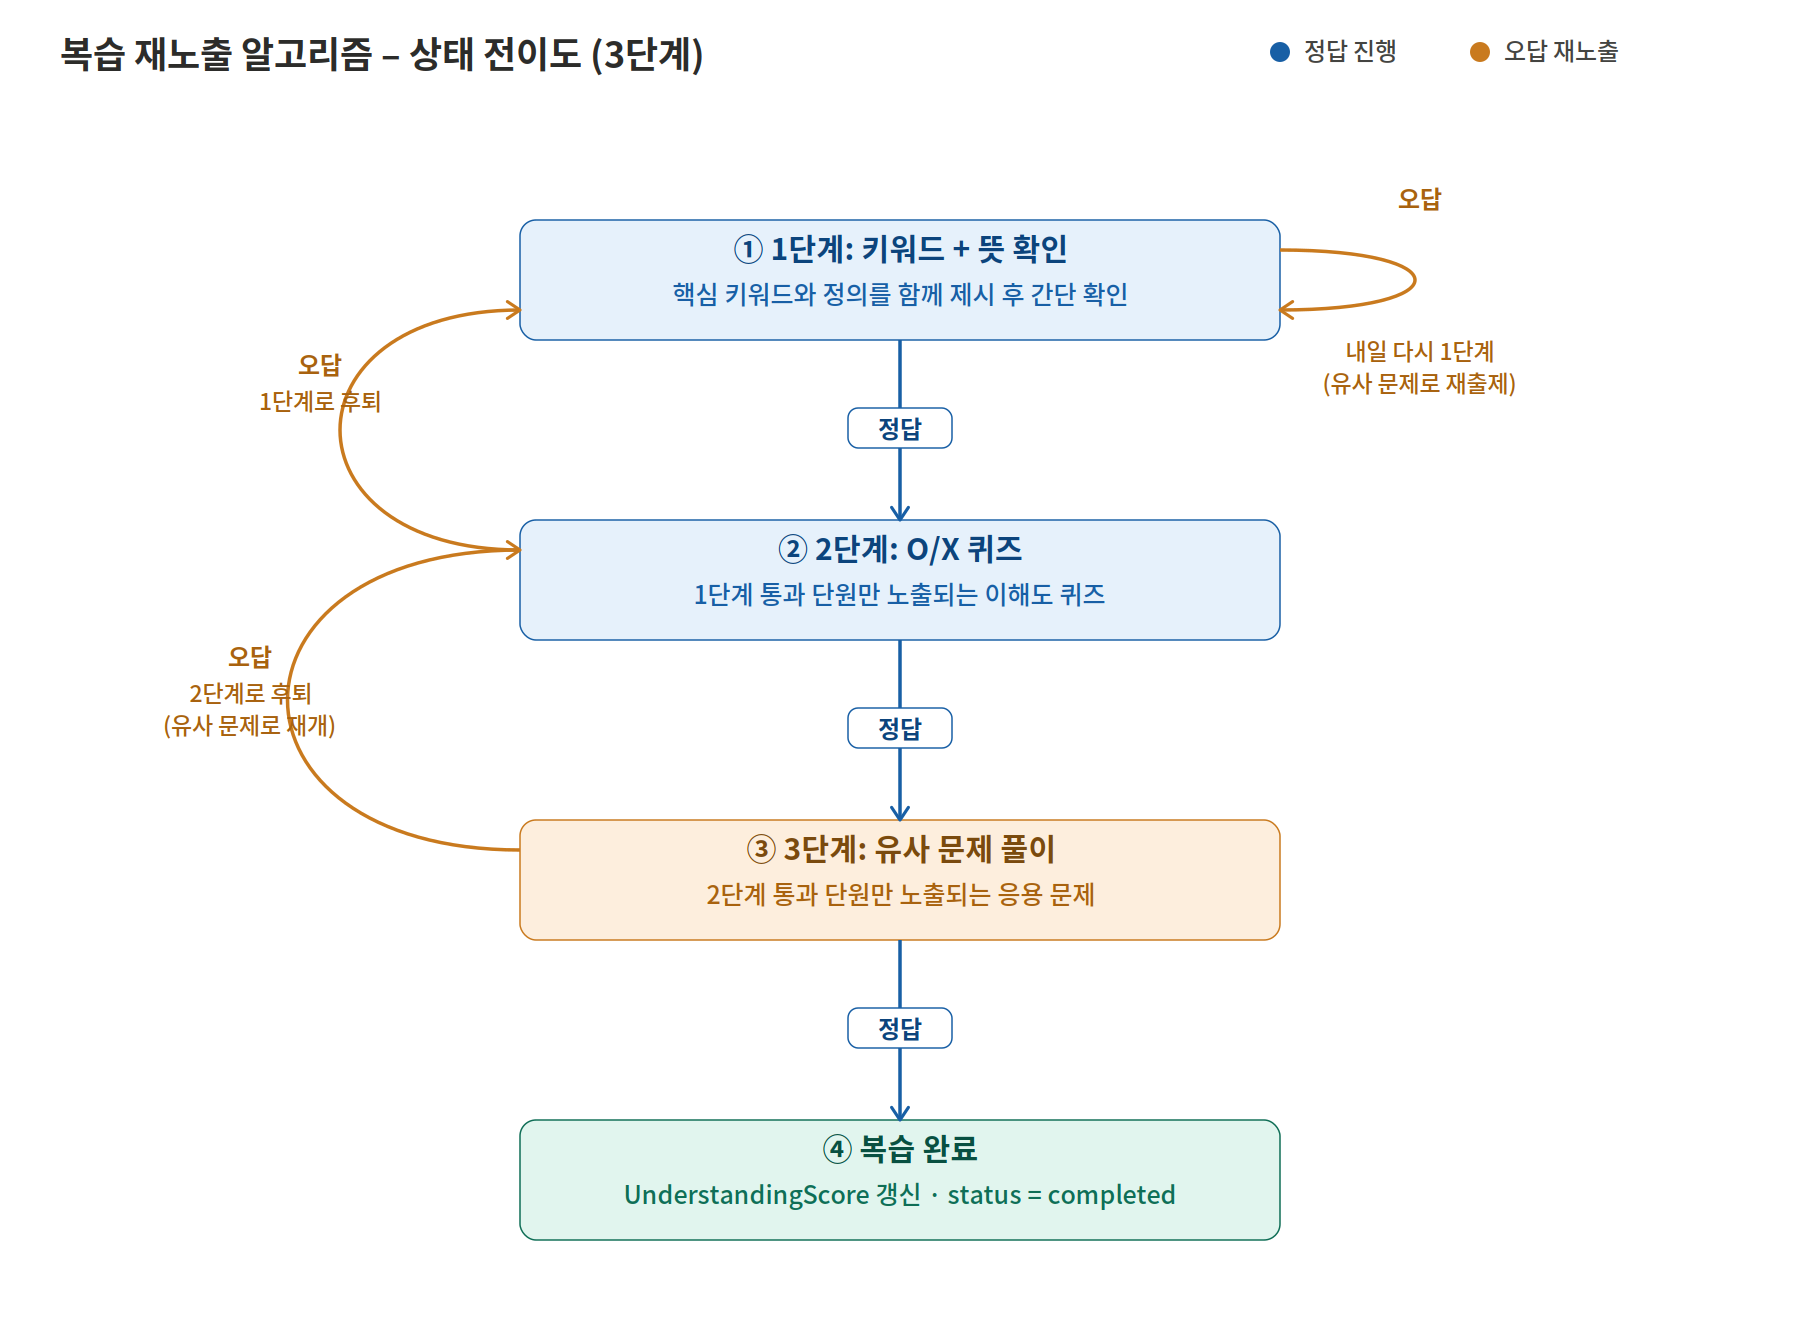 복습 재노출 알고리즘 – 상태 전이도 (3단계)
정답 진행
오답 재노출
오답
① 1단계: 키워드 + 뜻 확인
핵심 키워드와 정의를 함께 제시 후 간단 확인
내일 다시 1단계
(유사 문제로 재출제)
오답
1단계로 후퇴
정답
② 2단계: O/X 퀴즈
1단계 통과 단원만 노출되는 이해도 퀴즈
오답
2단계로 후퇴
(유사 문제로 재개)
정답
③ 3단계: 유사 문제 풀이
2단계 통과 단원만 노출되는 응용 문제
정답
④ 복습 완료
UnderstandingScore 갱신 · status = completed